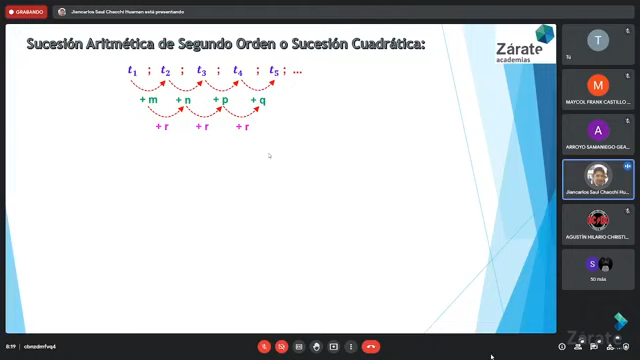 GRABANDO
Jiancarlos Saul Chacchi Huaman está presentando
Sucesión Aritmética de Segundo Orden o Sucesión Cuadrática:
Zárate
academias
t₁ ; t₂ ; t₃ ; t₄ ; t₅ ; ...
+ m + n + p + q
+ r + r + r
T
Tú
M
MAYCOL FRANK CASTILLO
A
ARROYO SAMANIEGO GEA...
Jiancarlos Saul Chacchi Hu...
AGUSTÍN HILARIO CHRISTI...
S
50 más
8:19
cbnzdmfvq4
Zárate